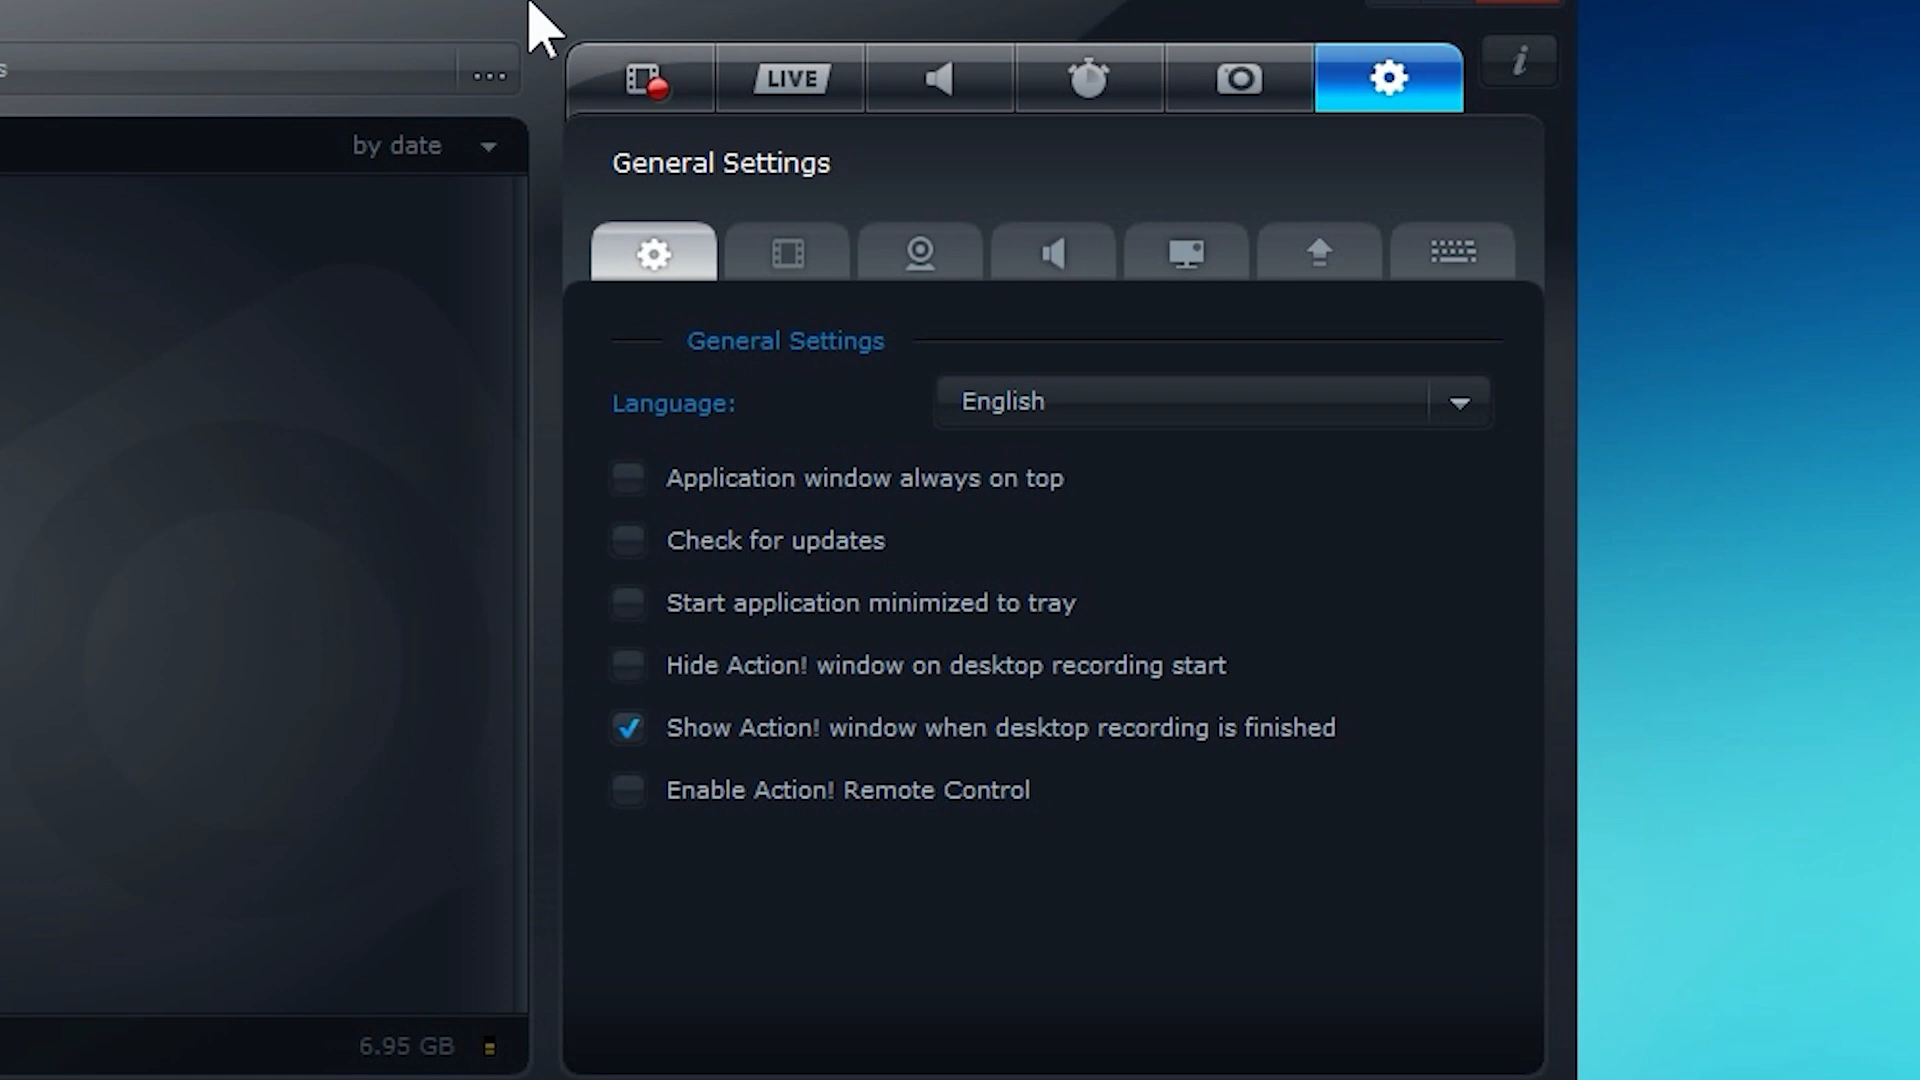 s
...
LIVE
i
by date
General Settings
General Settings
Language:
English
Application window always on top
Check for updates
Start application minimized to tray
Hide Action! window on desktop recording start
Show Action! window when desktop recording is finished
Enable Action! Remote Control
6.95 GB